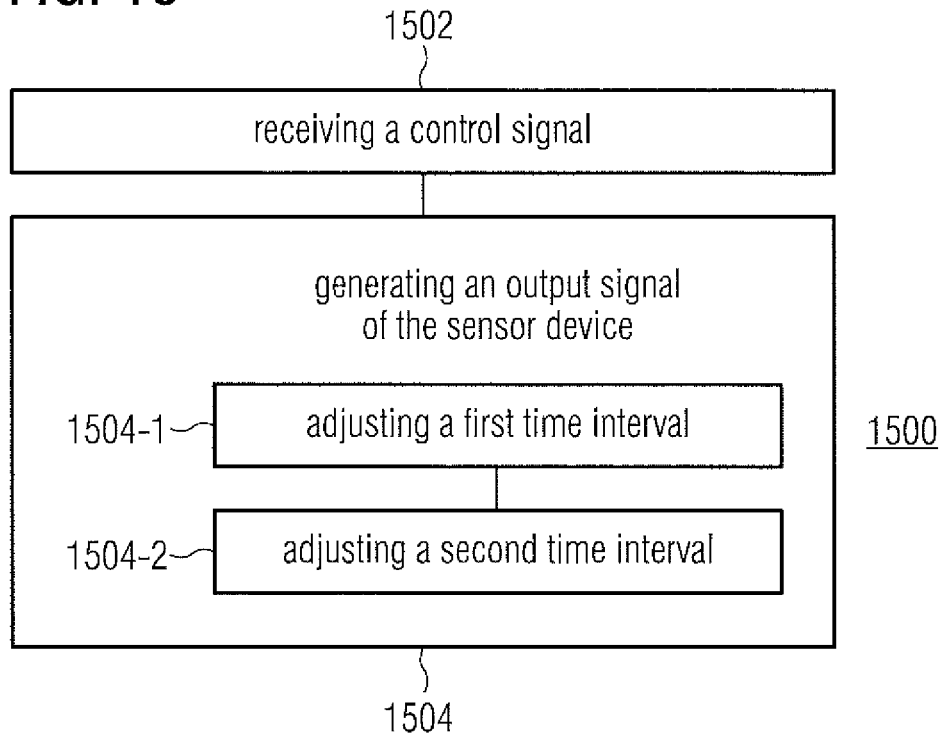 1502
receiving a control signal
generating an output signal
of the sensor device
1504-1
adjusting a first time interval
1500
1504-2
adjusting a second time interval
1504